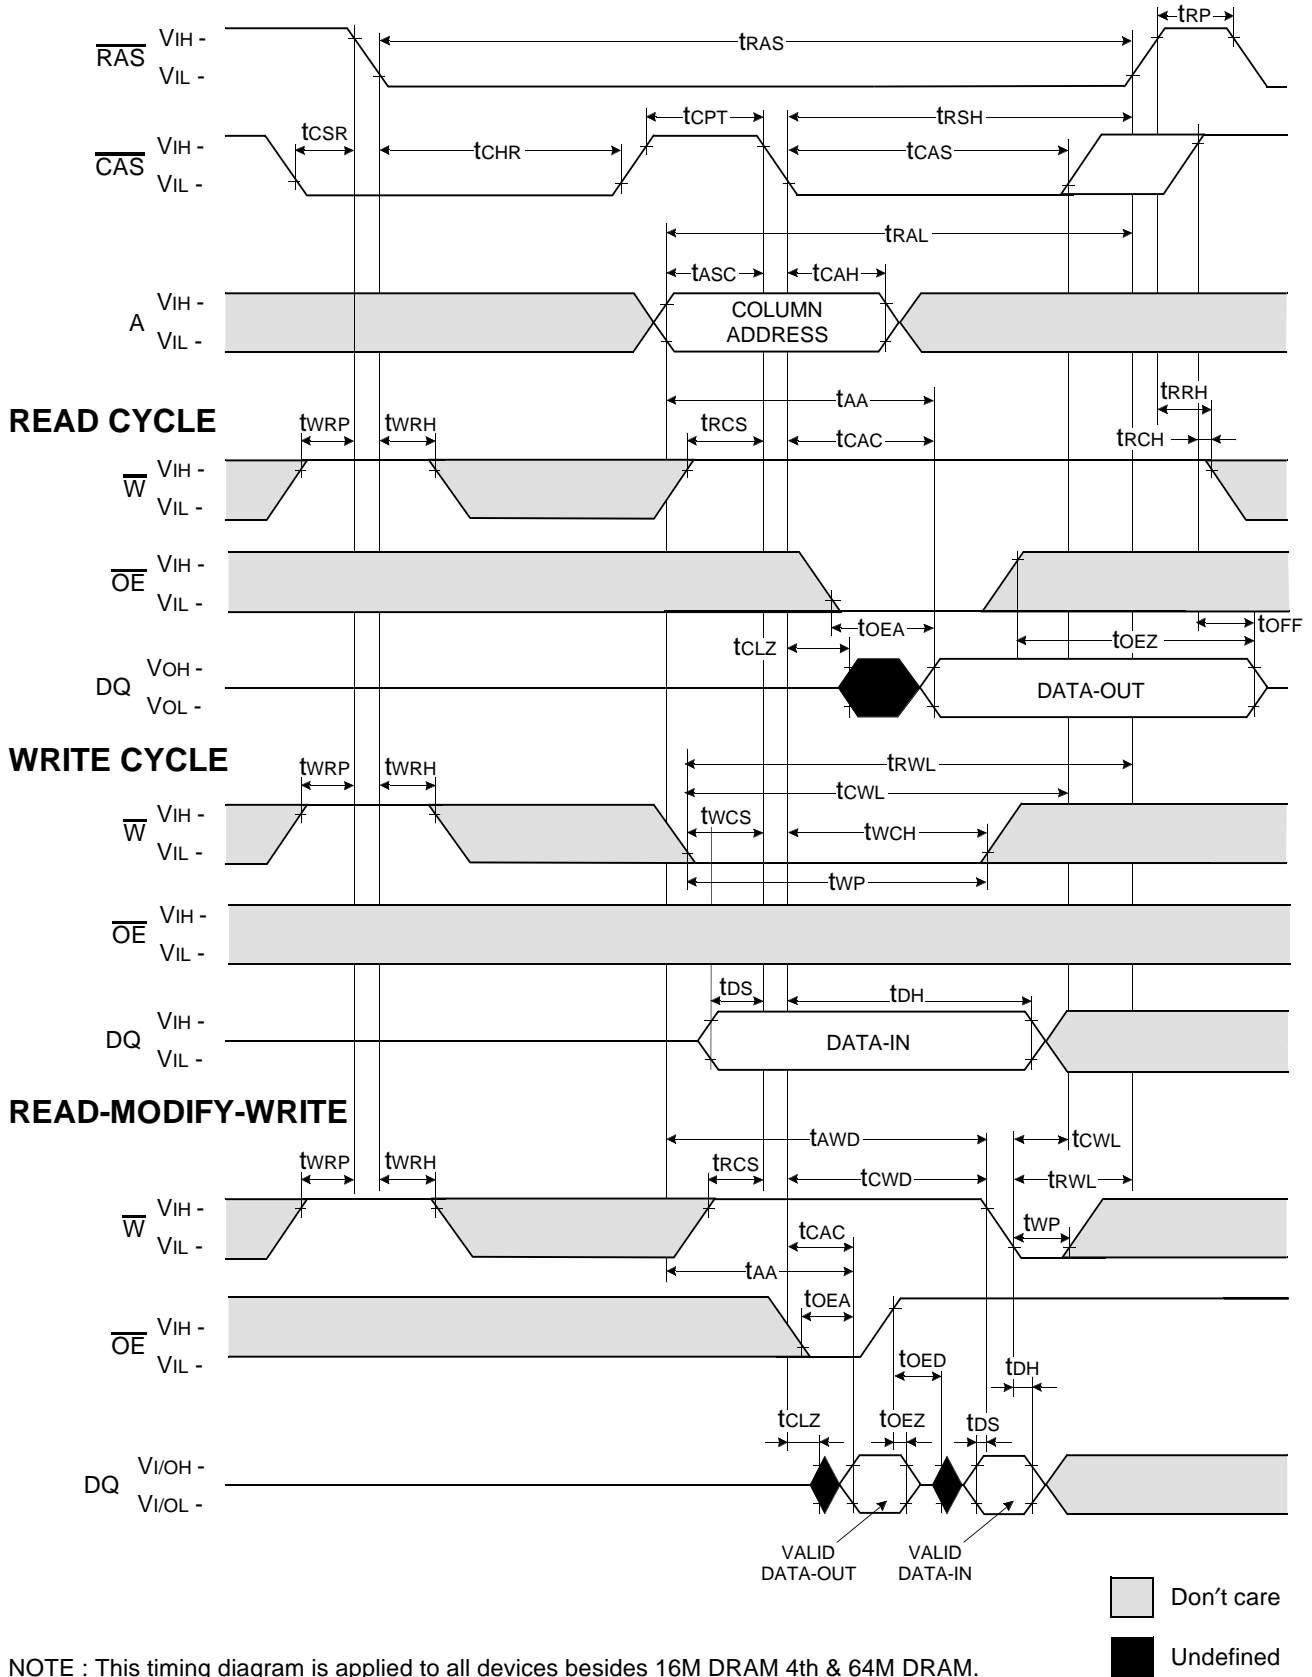 tRP
VIH -
RAS
tRAS
VIL -
tCPT
tRSH
tCSR
VIH -
CAS
tCHR
tCAS
VIL -
tRAL
tASC
tCAH
VIH -
A
COLUMN
ADDRESS
VIL -
tRRH
tAA
READ CYCLE
tWRP
tWRH
tRCS
tCAC
tRCH
VIH -
W
VIL -
VIH -
OE
VIL -
tOEA
tOFF
tCLZ
tOEZ
VOH -
DQ
DATA-OUT
VOL -
WRITE CYCLE
tWRP
tWRH
tRWL
tCWL
VIH -
W
tWCS
tWCH
VIL -
tWP
VIH -
OE
VIL -
tDS
tDH
VIH -
DQ
DATA-IN
VIL -
READ-MODIFY-WRITE
tAWD
tCWL
tWRP
tWRH
tRCS
tCWD
tRWL
VIH -
W
tCAC
tWP
VIL -
tAA
tOEA
VIH -
OE
VIL -
tOED
tDH
tCLZ
tOEZ
tDS
VI/OH -
DQ
VI/OL -
VALID
DATA-OUT
VALID
DATA-IN
Don′t care
Undefined
NOTE : This timing diagram is applied to all devices besides 16M DRAM 4th & 64M DRAM.